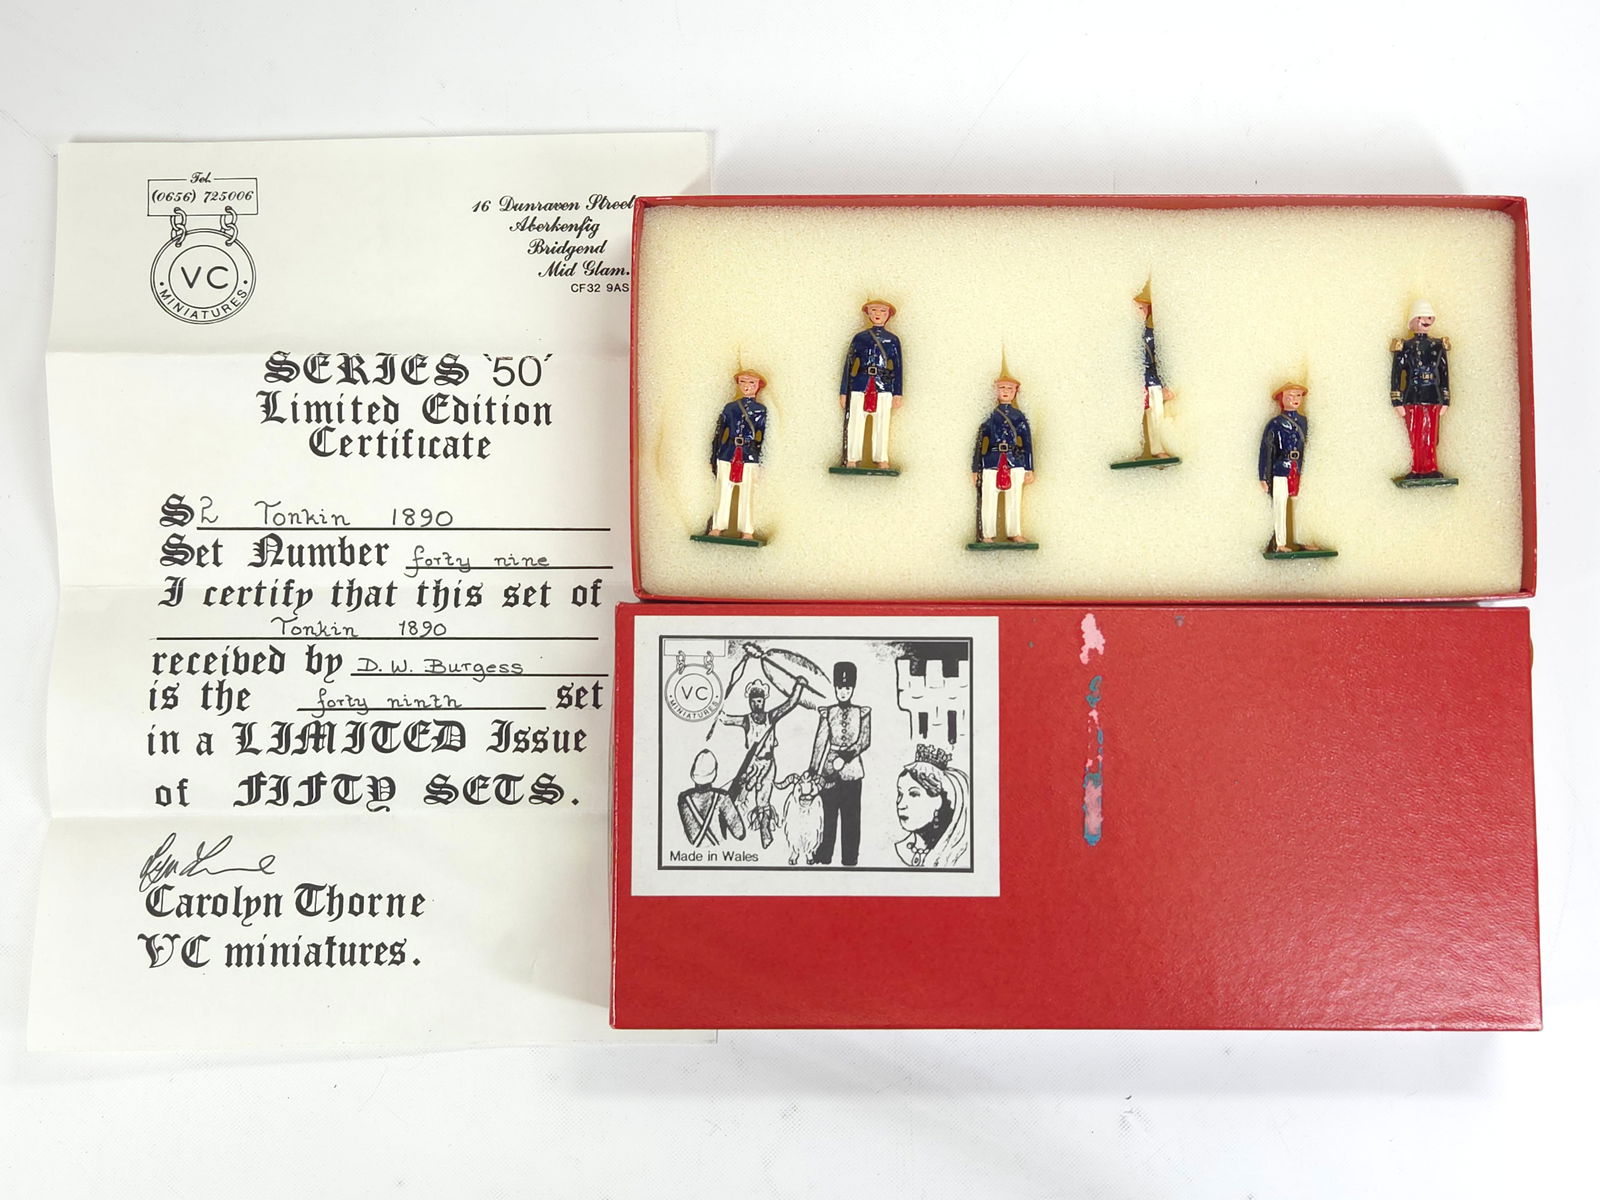 Tel.
(0656) 725006
VC
MINIATURES
16 Dunraven Street
Aberkenfig
Bridgend
Mid Glam.
CF32 9AS
SERIES '50'
Limited Edition
Certificate
S2 Tonkin 1890
Set Number forty nine
I certify that this set of
Tonkin 1890
received by D. W. Burgess
is the forty ninth set
in a LIMITED Issue
of FIFTY SETS.
Carolyn Thorne
VC miniatures.
VC
MINIATURES
Made in Wales